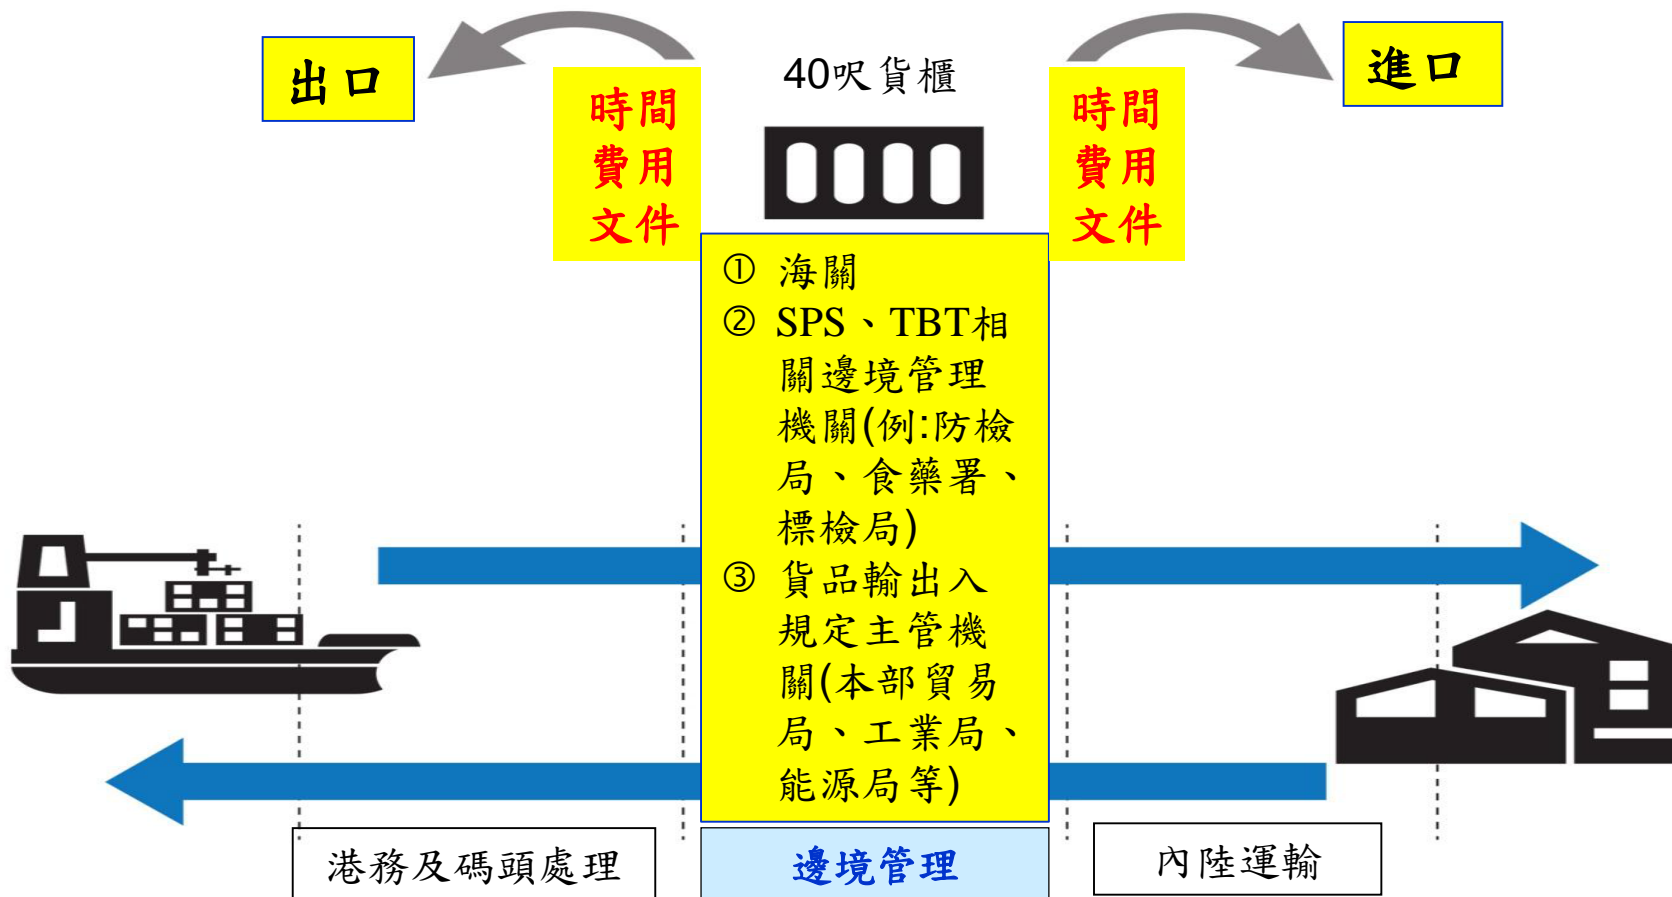 出口
時間
費用
文件
40呎貨櫃
時間
費用
文件
進口
① 海關
② SPS、TBT相
關邊境管理
機關(例:防檢
局、食藥署、
標檢局)
③ 貨品輸出入
規定主管機
關(本部貿易
局、工業局、
能源局等)
港務及碼頭處理
邊境管理
內陸運輸